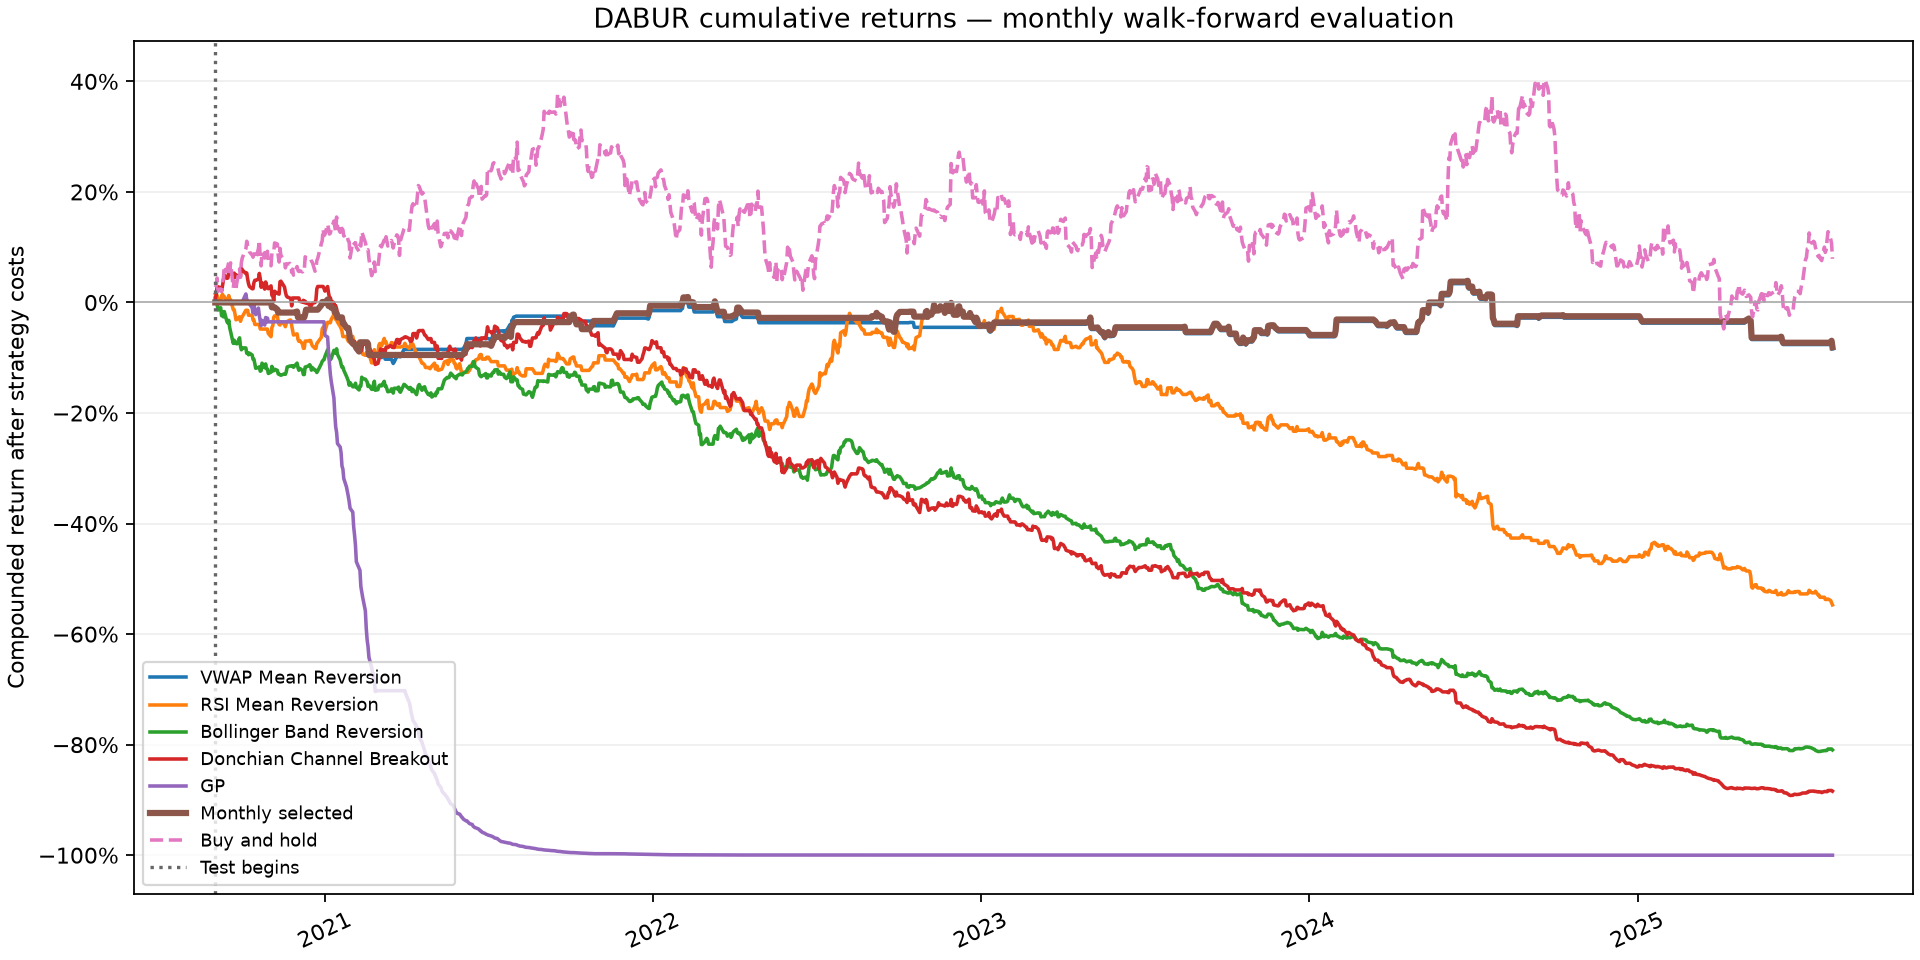 DABUR cumulative returns — monthly walk-forward evaluation
Compounded return after strategy costs
40%
20%
0%
−20%
−40%
−60%
−80%
−100%
VWAP Mean Reversion
RSI Mean Reversion
Bollinger Band Reversion
Donchian Channel Breakout
GP
Monthly selected
Buy and hold
Test begins
2021
2022
2023
2024
2025